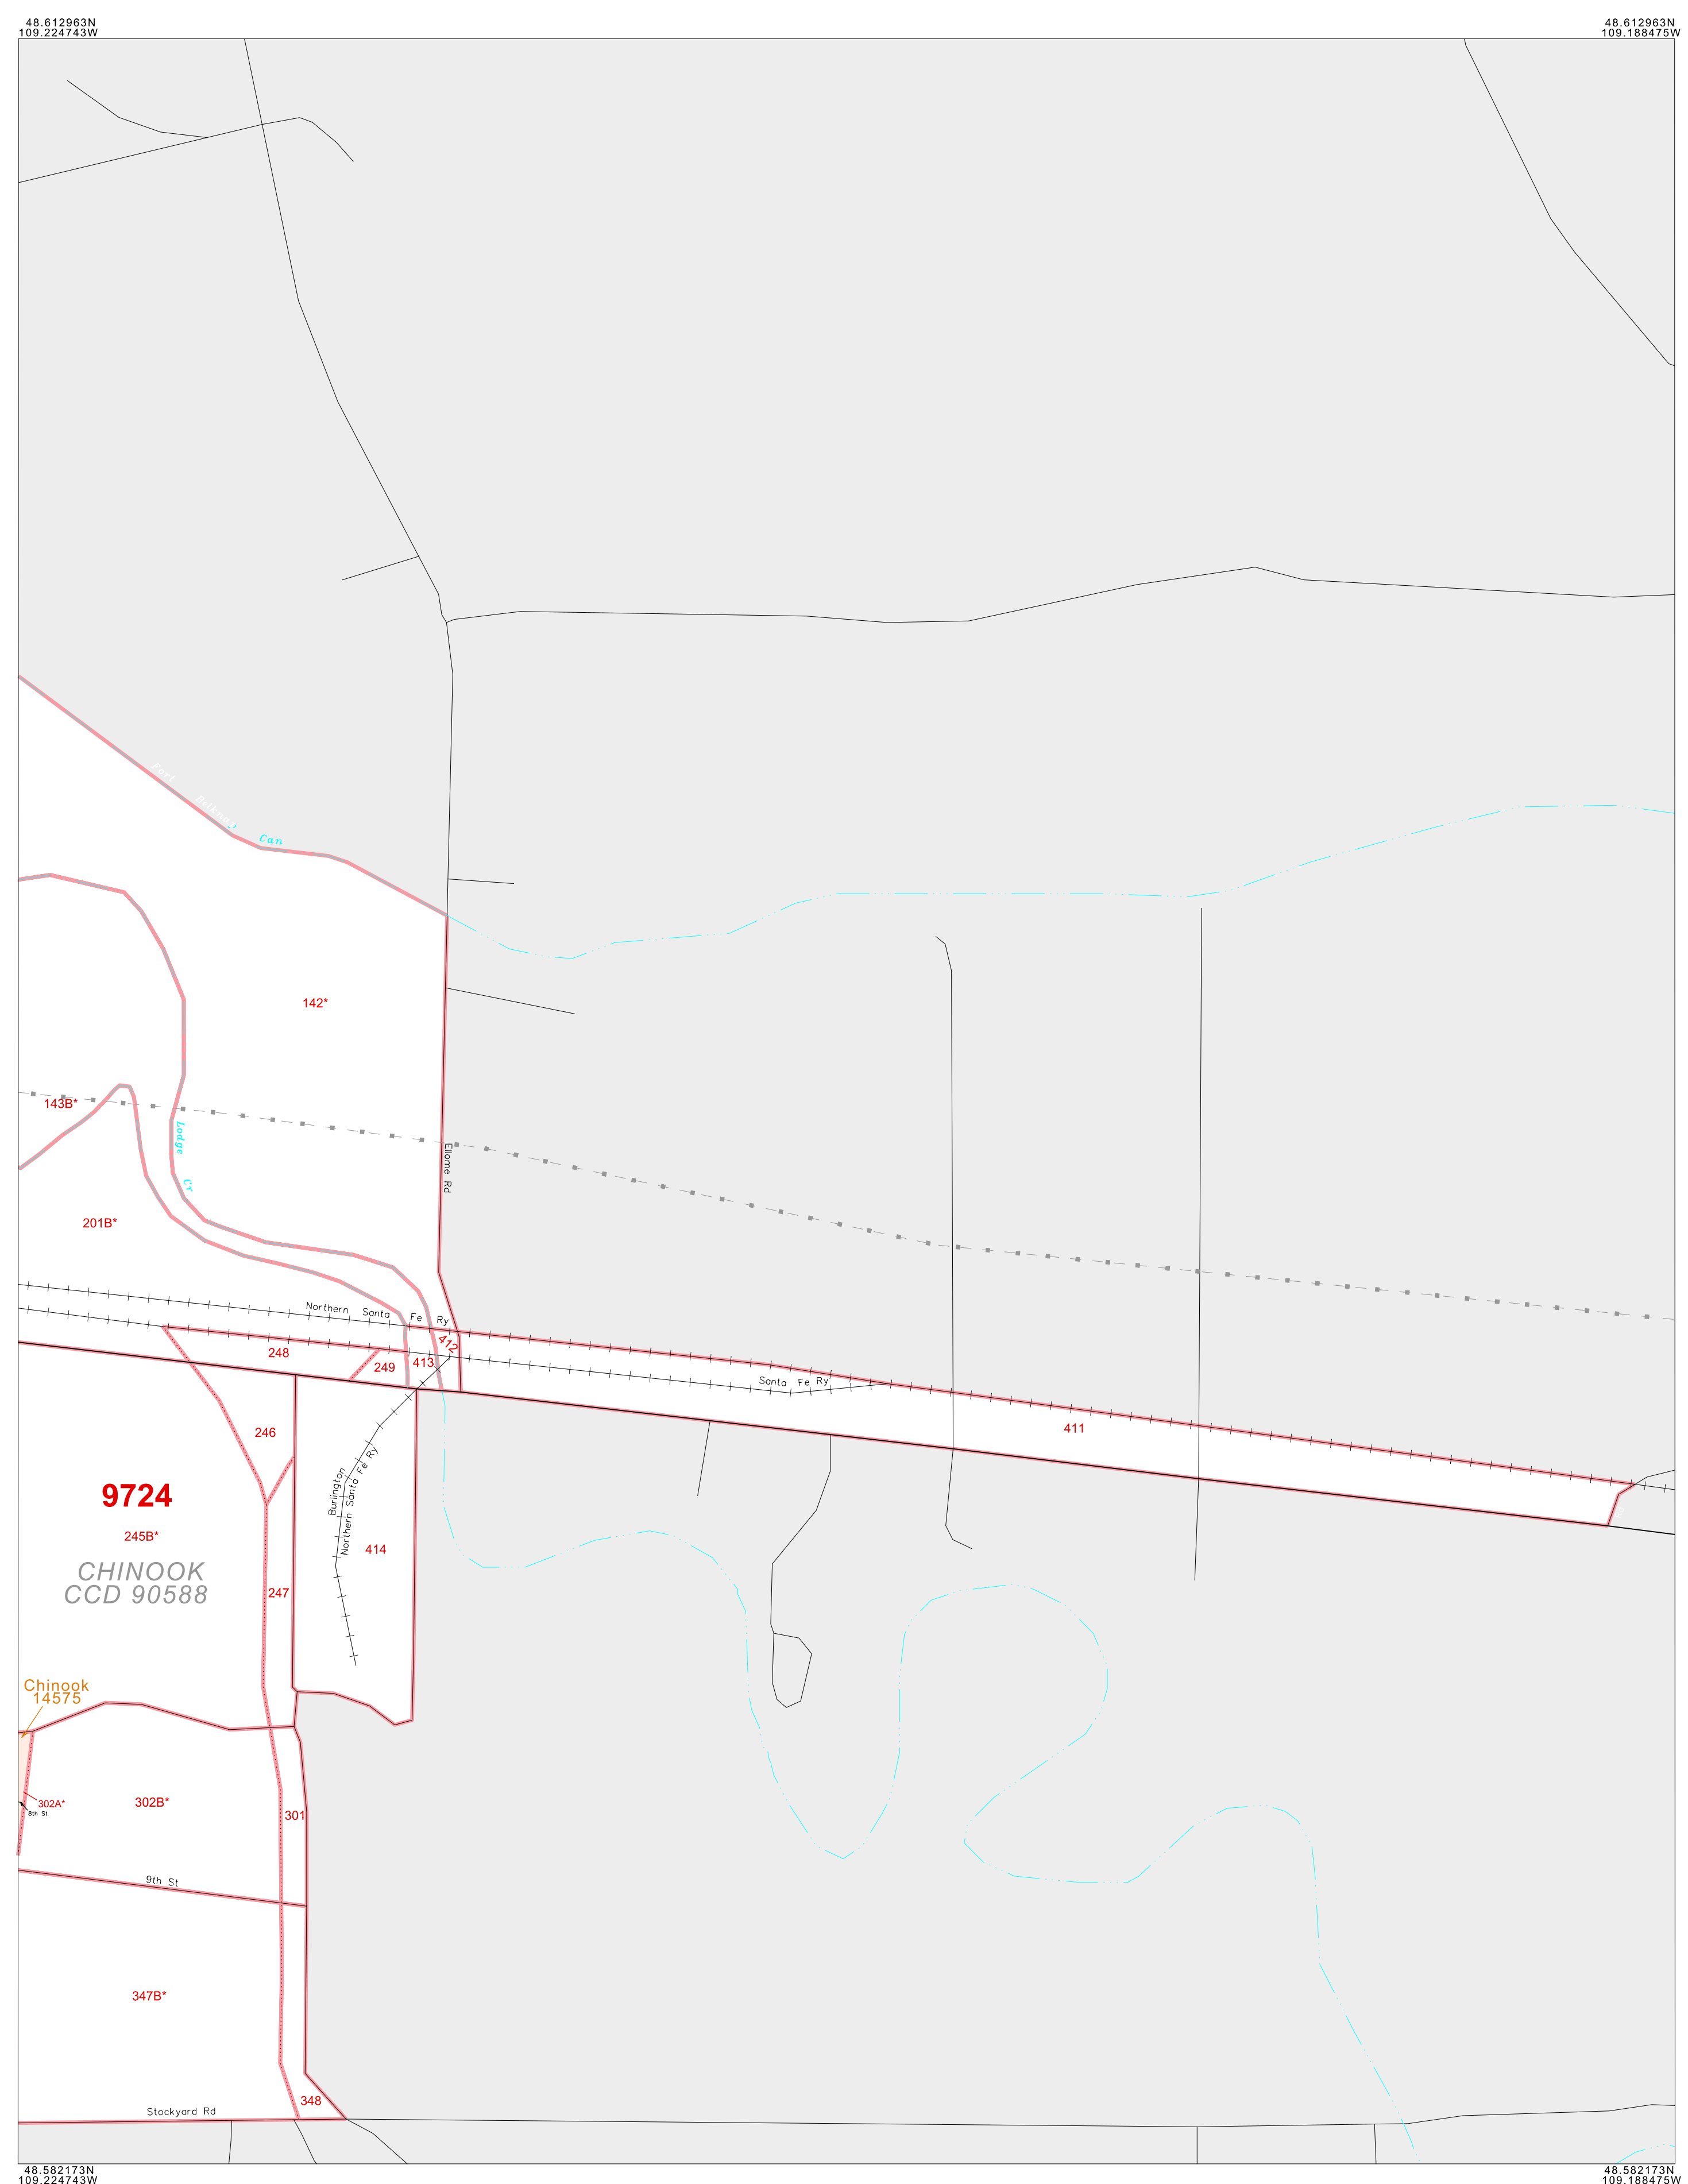 48.612963N
109.224743W
48.612963N
109.188475W
Fort
Belknap
Can
142*
143B*
Lodge
Cr
Ellorne Rd
201B*
Northern Santa Fe Ry
412
248
249
413
Santa Fe Ry
411
246
9724
245B*
CHINOOK
CCD 90588
Burlington
Northern Santa Fe Ry
414
247
Chinook
14575
302A*
8th St
302B*
301
9th St
347B*
348
Stockyard Rd
48.582173N
109.224743W
48.582173N
109.188475W